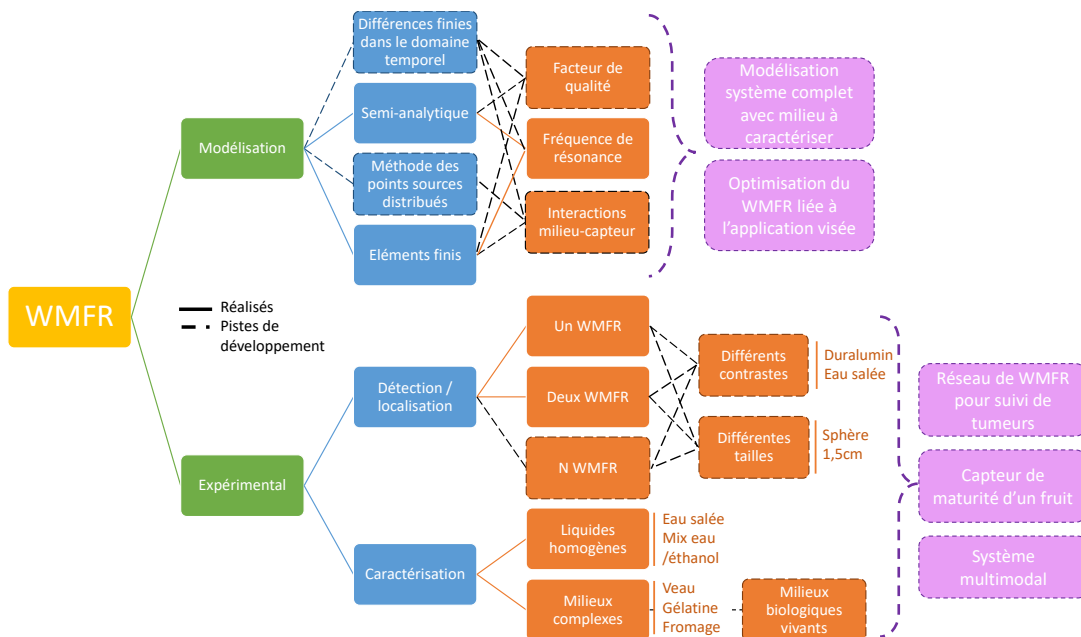 Différences finies
dans le domaine
temporel
Semi-analytique
Méthode des
points sources
distribués
Eléments finis
Facteur de
qualité
Fréquence de
résonance
Interactions
milieu-capteur
Modélisation
système complet
avec milieu à
caractériser
Optimisation du
WMFR liée à
l'application visée
Modélisation
WMFR
Réalisés
Pistes de
développement
Expérimental
Détection /
localisation
Caractérisation
Un WMFR
Deux WMFR
N WMFR
Différents
contrastes
Duralumin
Eau salée
Différentes
tailles
Sphère
1,5cm
Liquides
homogènes
Eau salée
Mix eau
/éthanol
Milieux
complexes
Veau
Gélatine
Fromage
Milieux
biologiques
vivants
Réseau de WMFR
pour suivi de
tumeurs
Capteur de
maturité d'un fruit
Système
multimodal